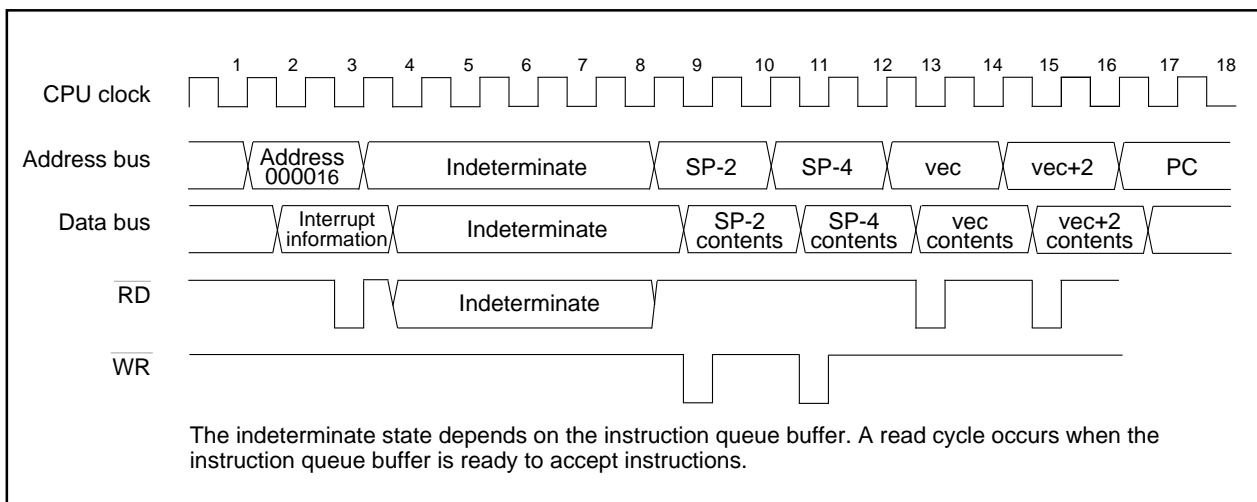 1 2 3 4 5 6 7 8 9 10 11 12 13 14 15 16 17 18
CPU clock
Address bus
Address
000016
Indeterminate
SP-2
SP-4
vec
vec+2
PC
Data bus
Interrupt
information
Indeterminate
SP-2
contents
SP-4
contents
vec
contents
vec+2
contents
RD
Indeterminate
WR
The indeterminate state depends on the instruction queue buffer. A read cycle occurs when the
instruction queue buffer is ready to accept instructions.